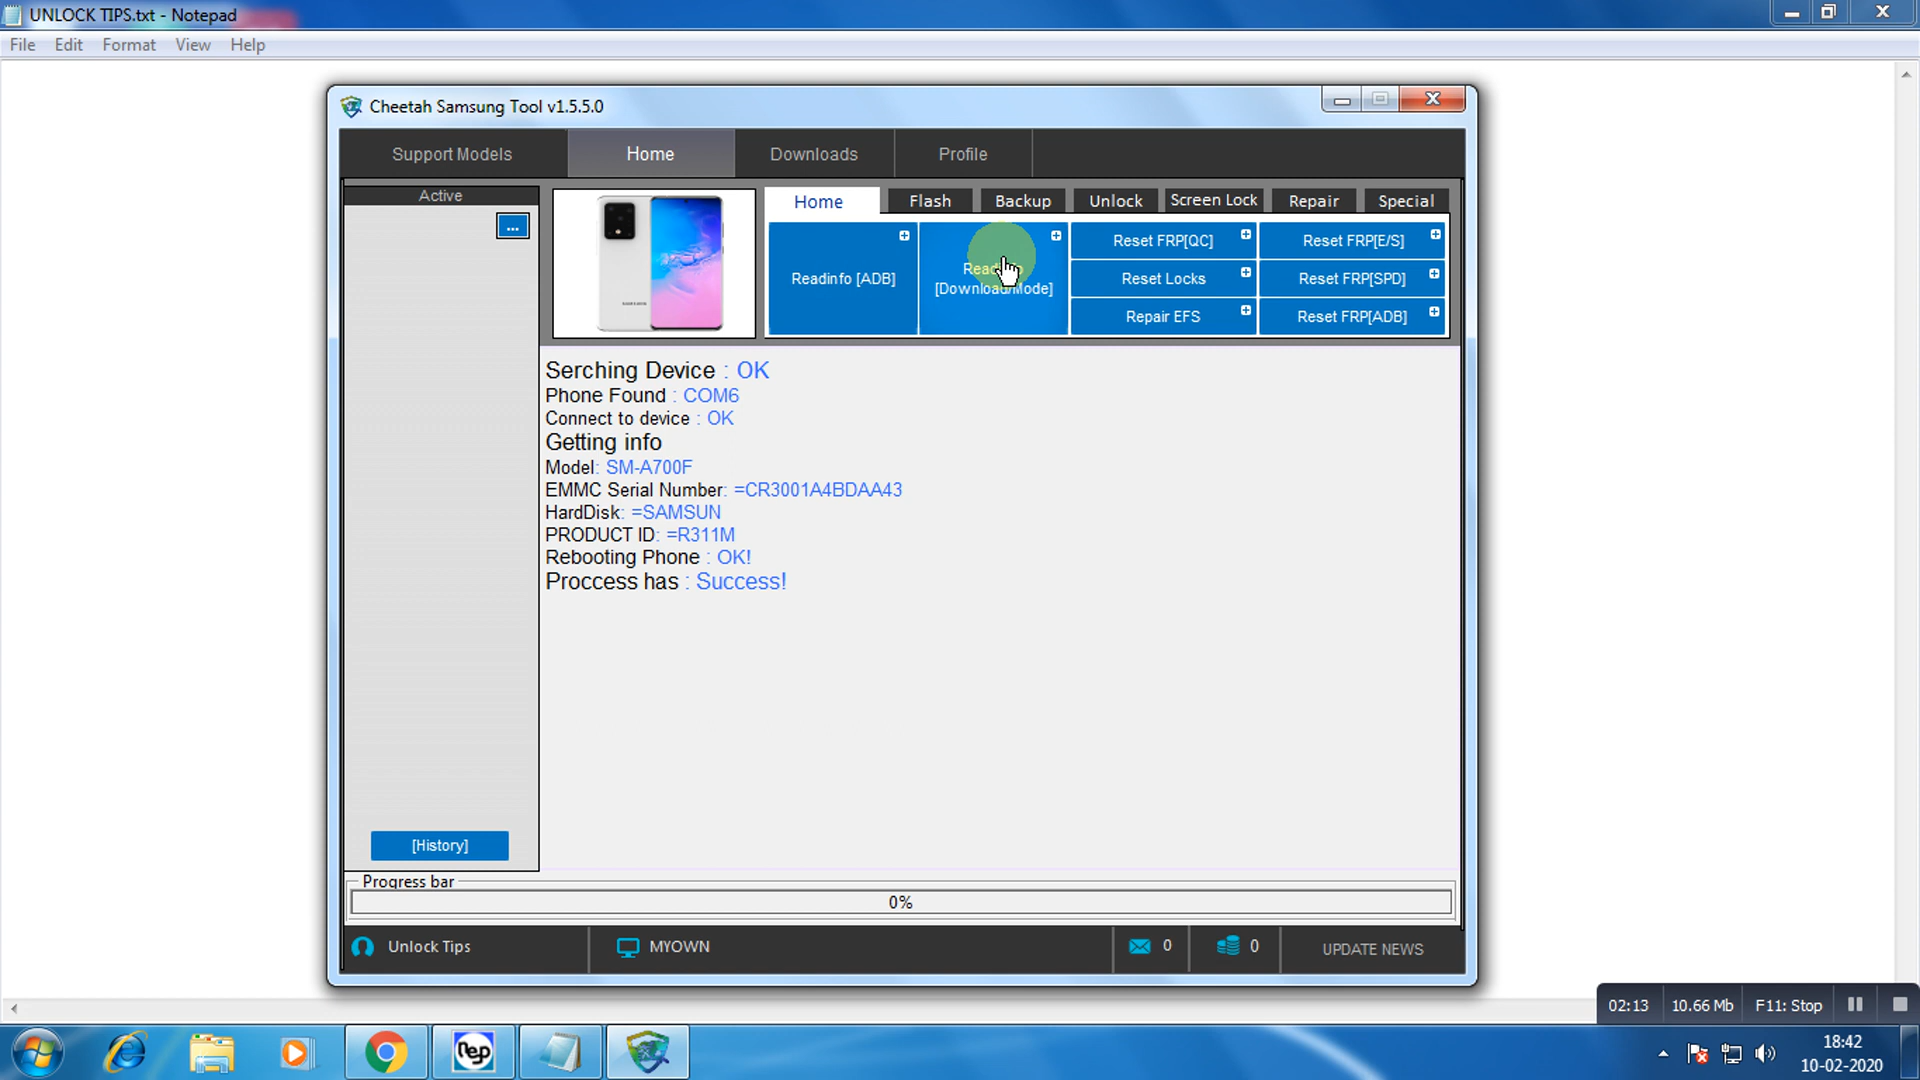 UNLOCK TIPS.txt - Notepad
File Edit Format View Help
Cheetah Samsung Tool v1.5.5.0
Support Models Home Downloads Profile
Active
...
Home Flash Backup Unlock Screen Lock Repair Special
Readinfo [ADB]
[Download/Mode]
Reset FRP[QC]
Reset FRP[E/S]
Reset Locks
Reset FRP[SPD]
Repair EFS
Reset FRP[ADB]
SAMSUNG
Serching Device : OK
Phone Found : COM6
Connect to device : OK
Getting info
Model: SM-A700F
EMMC Serial Number: =CR3001A4BDAA43
HardDisk: =SAMSUN
PRODUCT ID: =R311M
Rebooting Phone : OK!
Proccess has : Success!
[History]
Progress bar
0%
Unlock Tips MYOWN 0 0 UPDATE NEWS
02:13 10.66 Mb F11: Stop
nep
18:42
10-02-2020